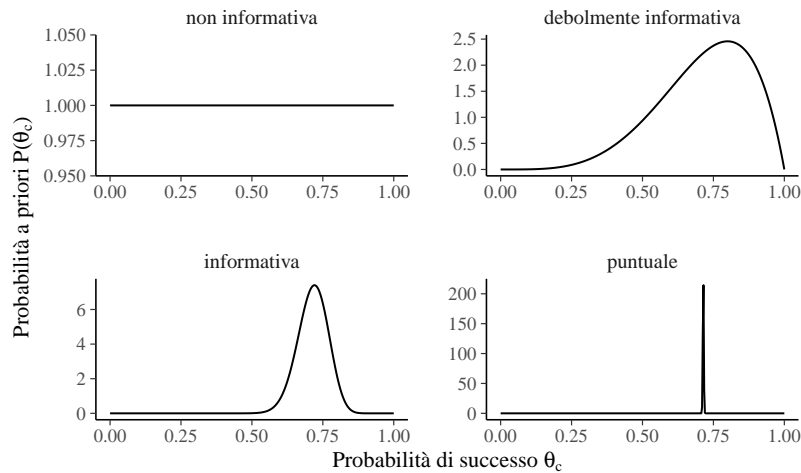 non informativa
debolmente informativa
1.050
1.025
1.000
0.975
0.950
0.00 0.25 0.50 0.75 1.00
2.5
2.0
1.5
1.0
0.5
0.0
0.00 0.25 0.50 0.75 1.00
informativa
puntuale
6
4
2
0
0.00 0.25 0.50 0.75 1.00
200
150
100
50
0
0.00 0.25 0.50 0.75 1.00
Probabilità a priori P(θc)
Probabilità di successo θc